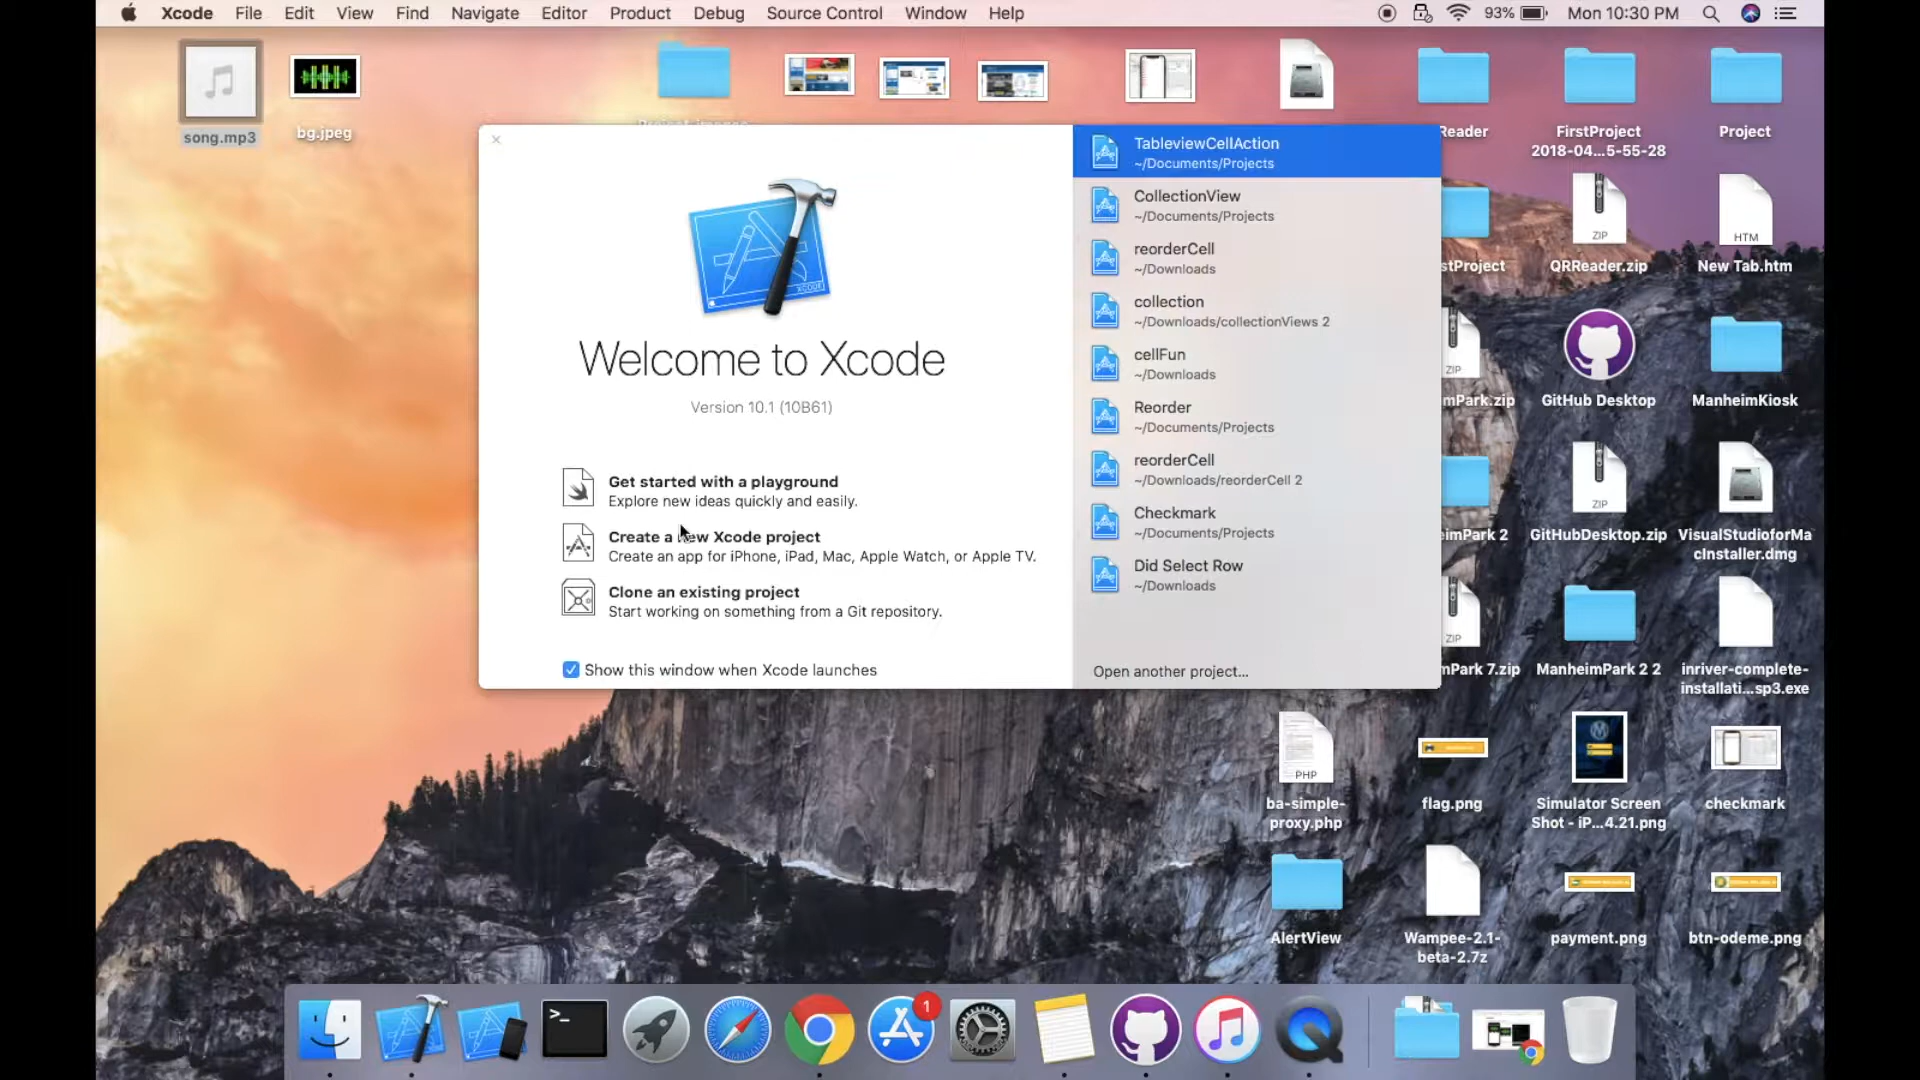 Xcode File Edit View Find Navigate Editor Product Debug Source Control Window Help 93% Mon 10:30 PM
song.mp3
bg.jpeg
Reader
FirstProject
2018-04...5-55-28
Project
Welcome to Xcode
Version 10.1 (10B61)
Get started with a playground
Explore new ideas quickly and easily.
Create a new Xcode project
Create an app for iPhone, iPad, Mac, Apple Watch, or Apple TV.
Clone an existing project
Start working on something from a Git repository.
Show this window when Xcode launches
XCODE
TableviewCellAction
~/Documents/Projects
CollectionView
~/Documents/Projects
reorderCell
~/Downloads
collection
~/Downloads/collectionViews 2
cellFun
~/Downloads
Reorder
~/Documents/Projects
reorderCell
~/Downloads/reorderCell 2
Checkmark
~/Documents/Projects
Did Select Row
~/Downloads
Open another project...
stProject
ZIP
QRReader.zip
HTM
New Tab.htm
ZIP
mPark.zip
GitHub Desktop
ManheimKiosk
eimPark 2
ZIP
GitHubDesktop.zip
VisualStudioforMa
cInstaller.dmg
ZIP
mPark 7.zip
ManheimPark 2 2
inriver-complete-
installati...sp3.exe
PHP
ba-simple-
proxy.php
flag.png
Simulator Screen
Shot - iP...4.21.png
checkmark
AlertView
Wampee-2.1-
beta-2.7z
payment.png
btn-odeme.png
>_
1